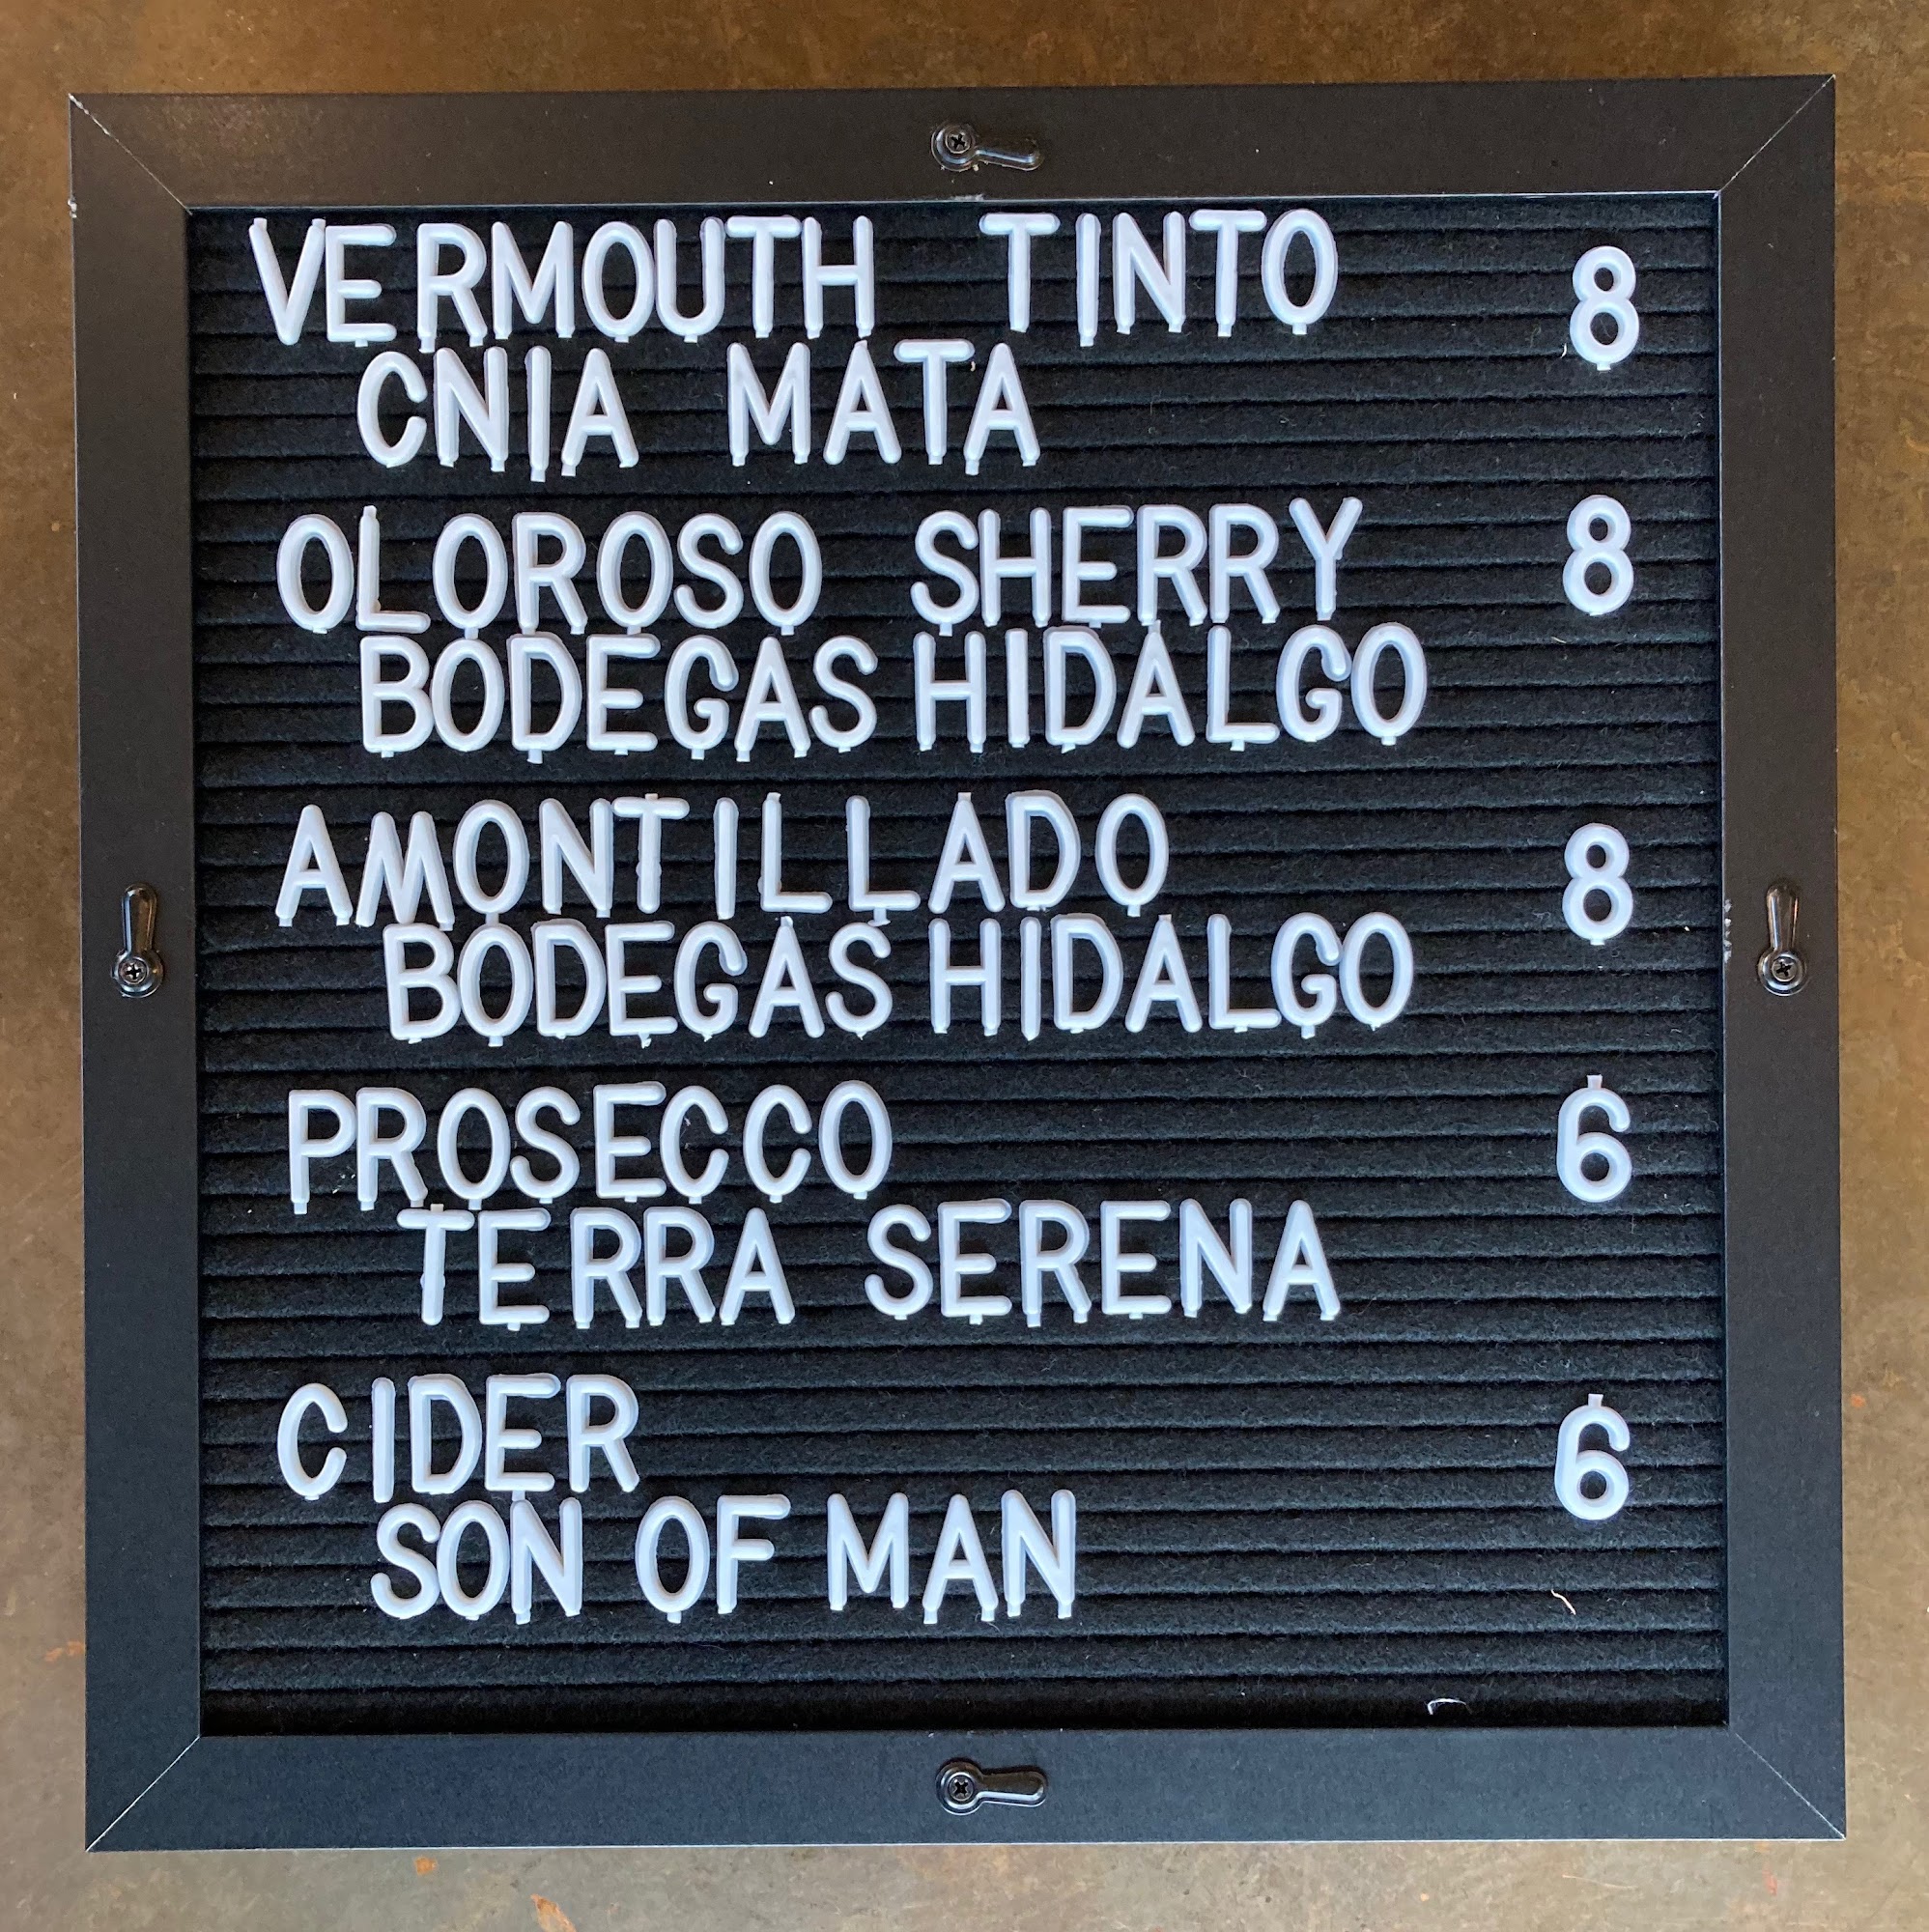 VERMOUTH TINTO 8
CNIA MATA
OLOROSO SHERRY 8
BODEGAS HIDALGO
AMONTILLADO 8
BODEGAS HIDALGO
PROSECCO 6
TERRA SERENA
CIDER 6
SON OF MAN